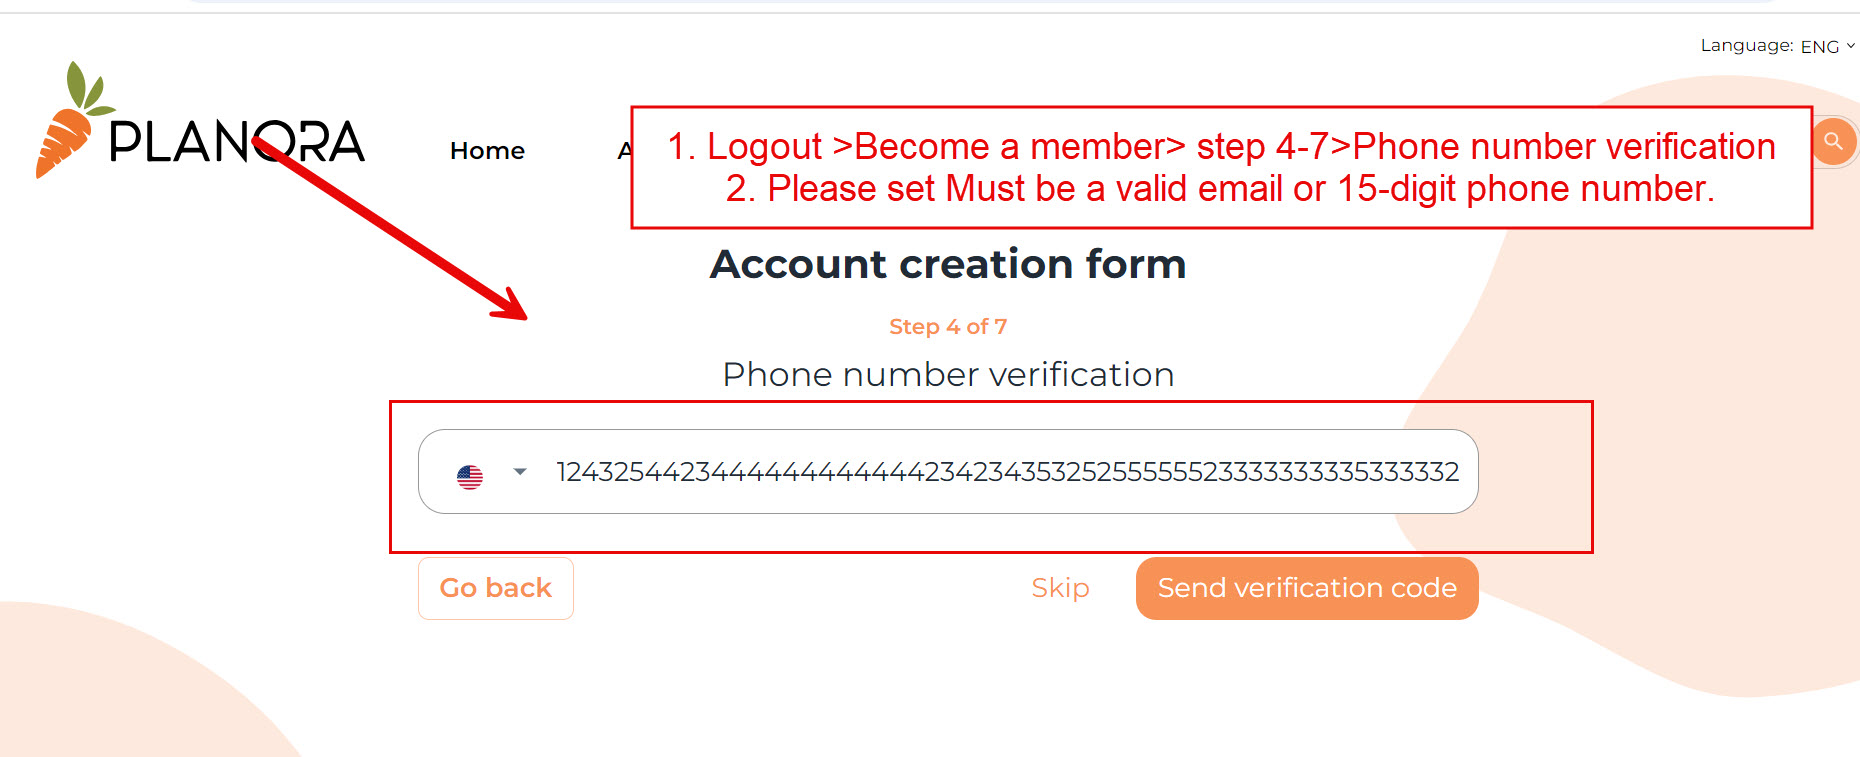 Language: ENG
PLANORA
Home
1. Logout >Become a member> step 4-7>Phone number verification
2. Please set Must be a valid email or 15-digit phone number.
Account creation form
Step 4 of 7
Phone number verification
124325442344444444444423423435325255555523333333335333332
Go back
Skip
Send verification code